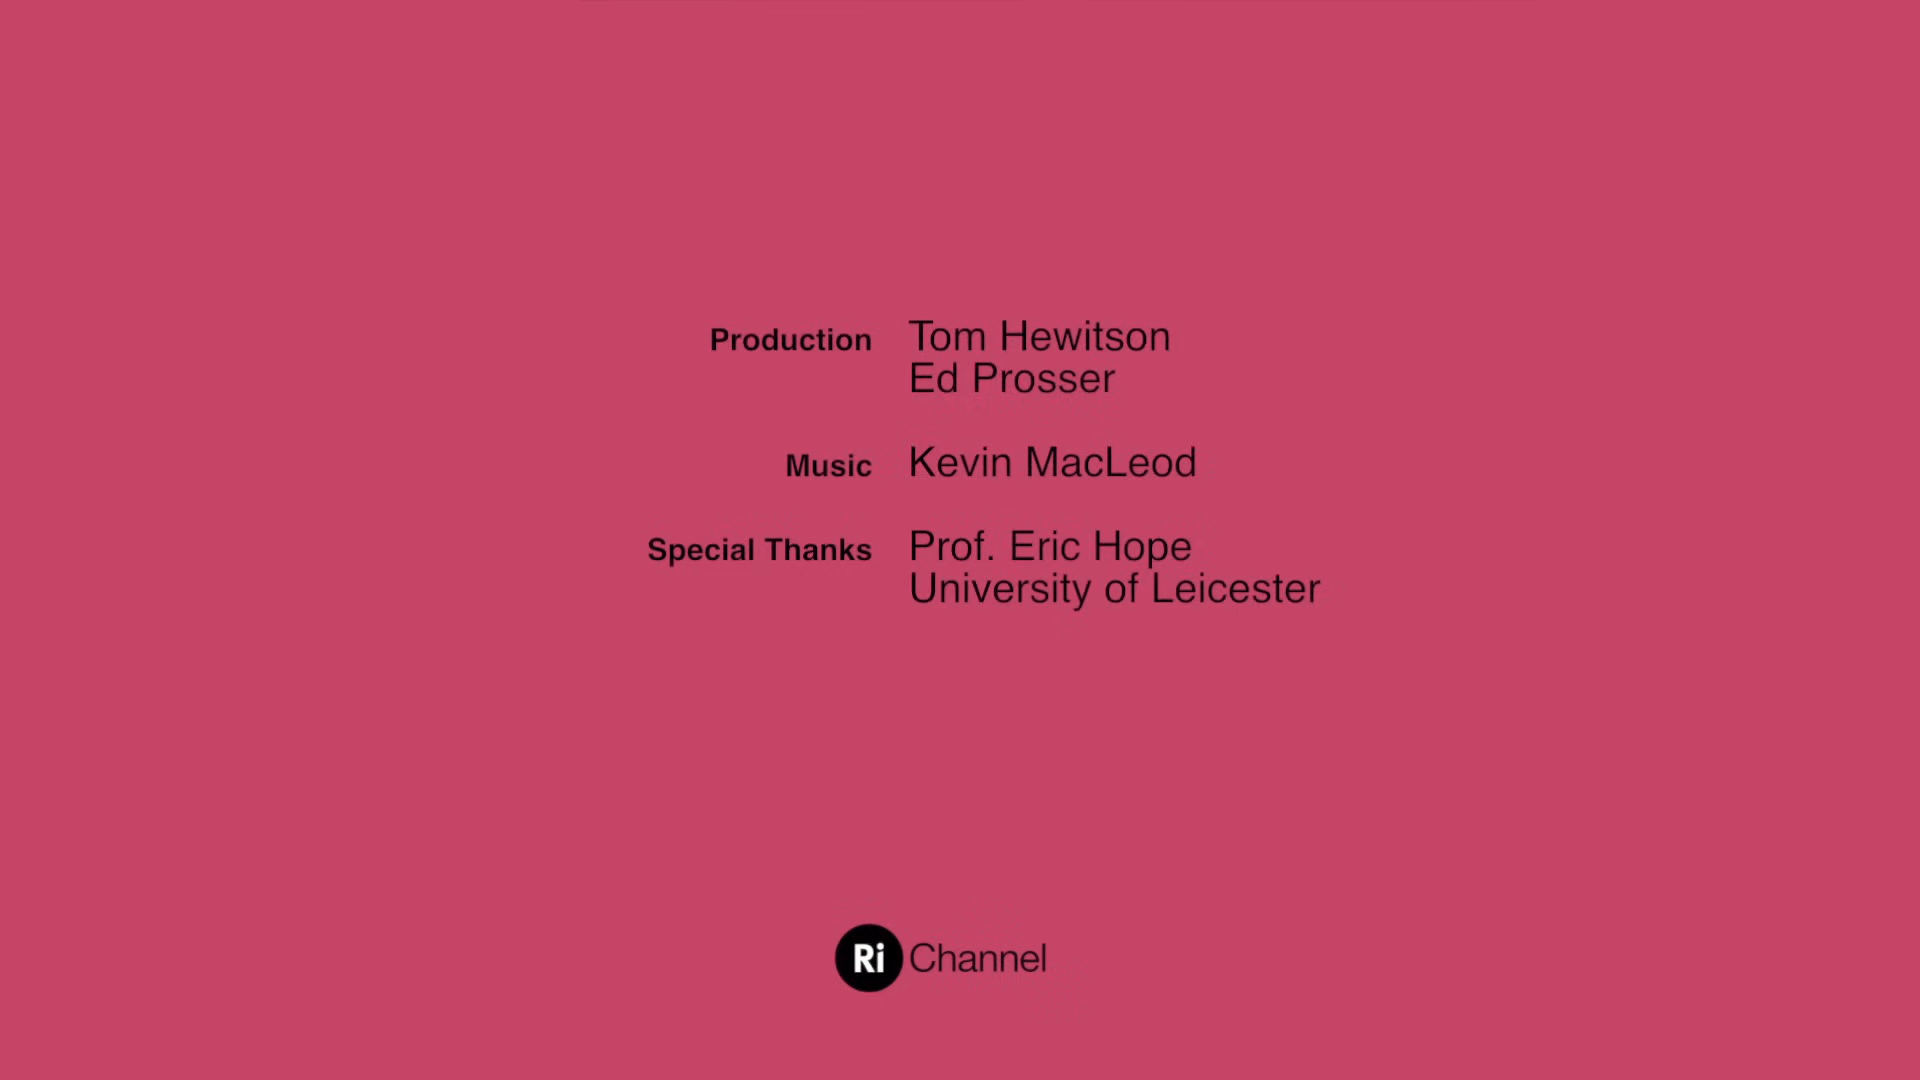 Production Tom Hewitson
Ed Prosser
Music Kevin MacLeod
Special Thanks Prof. Eric Hope
University of Leicester
Ri Channel